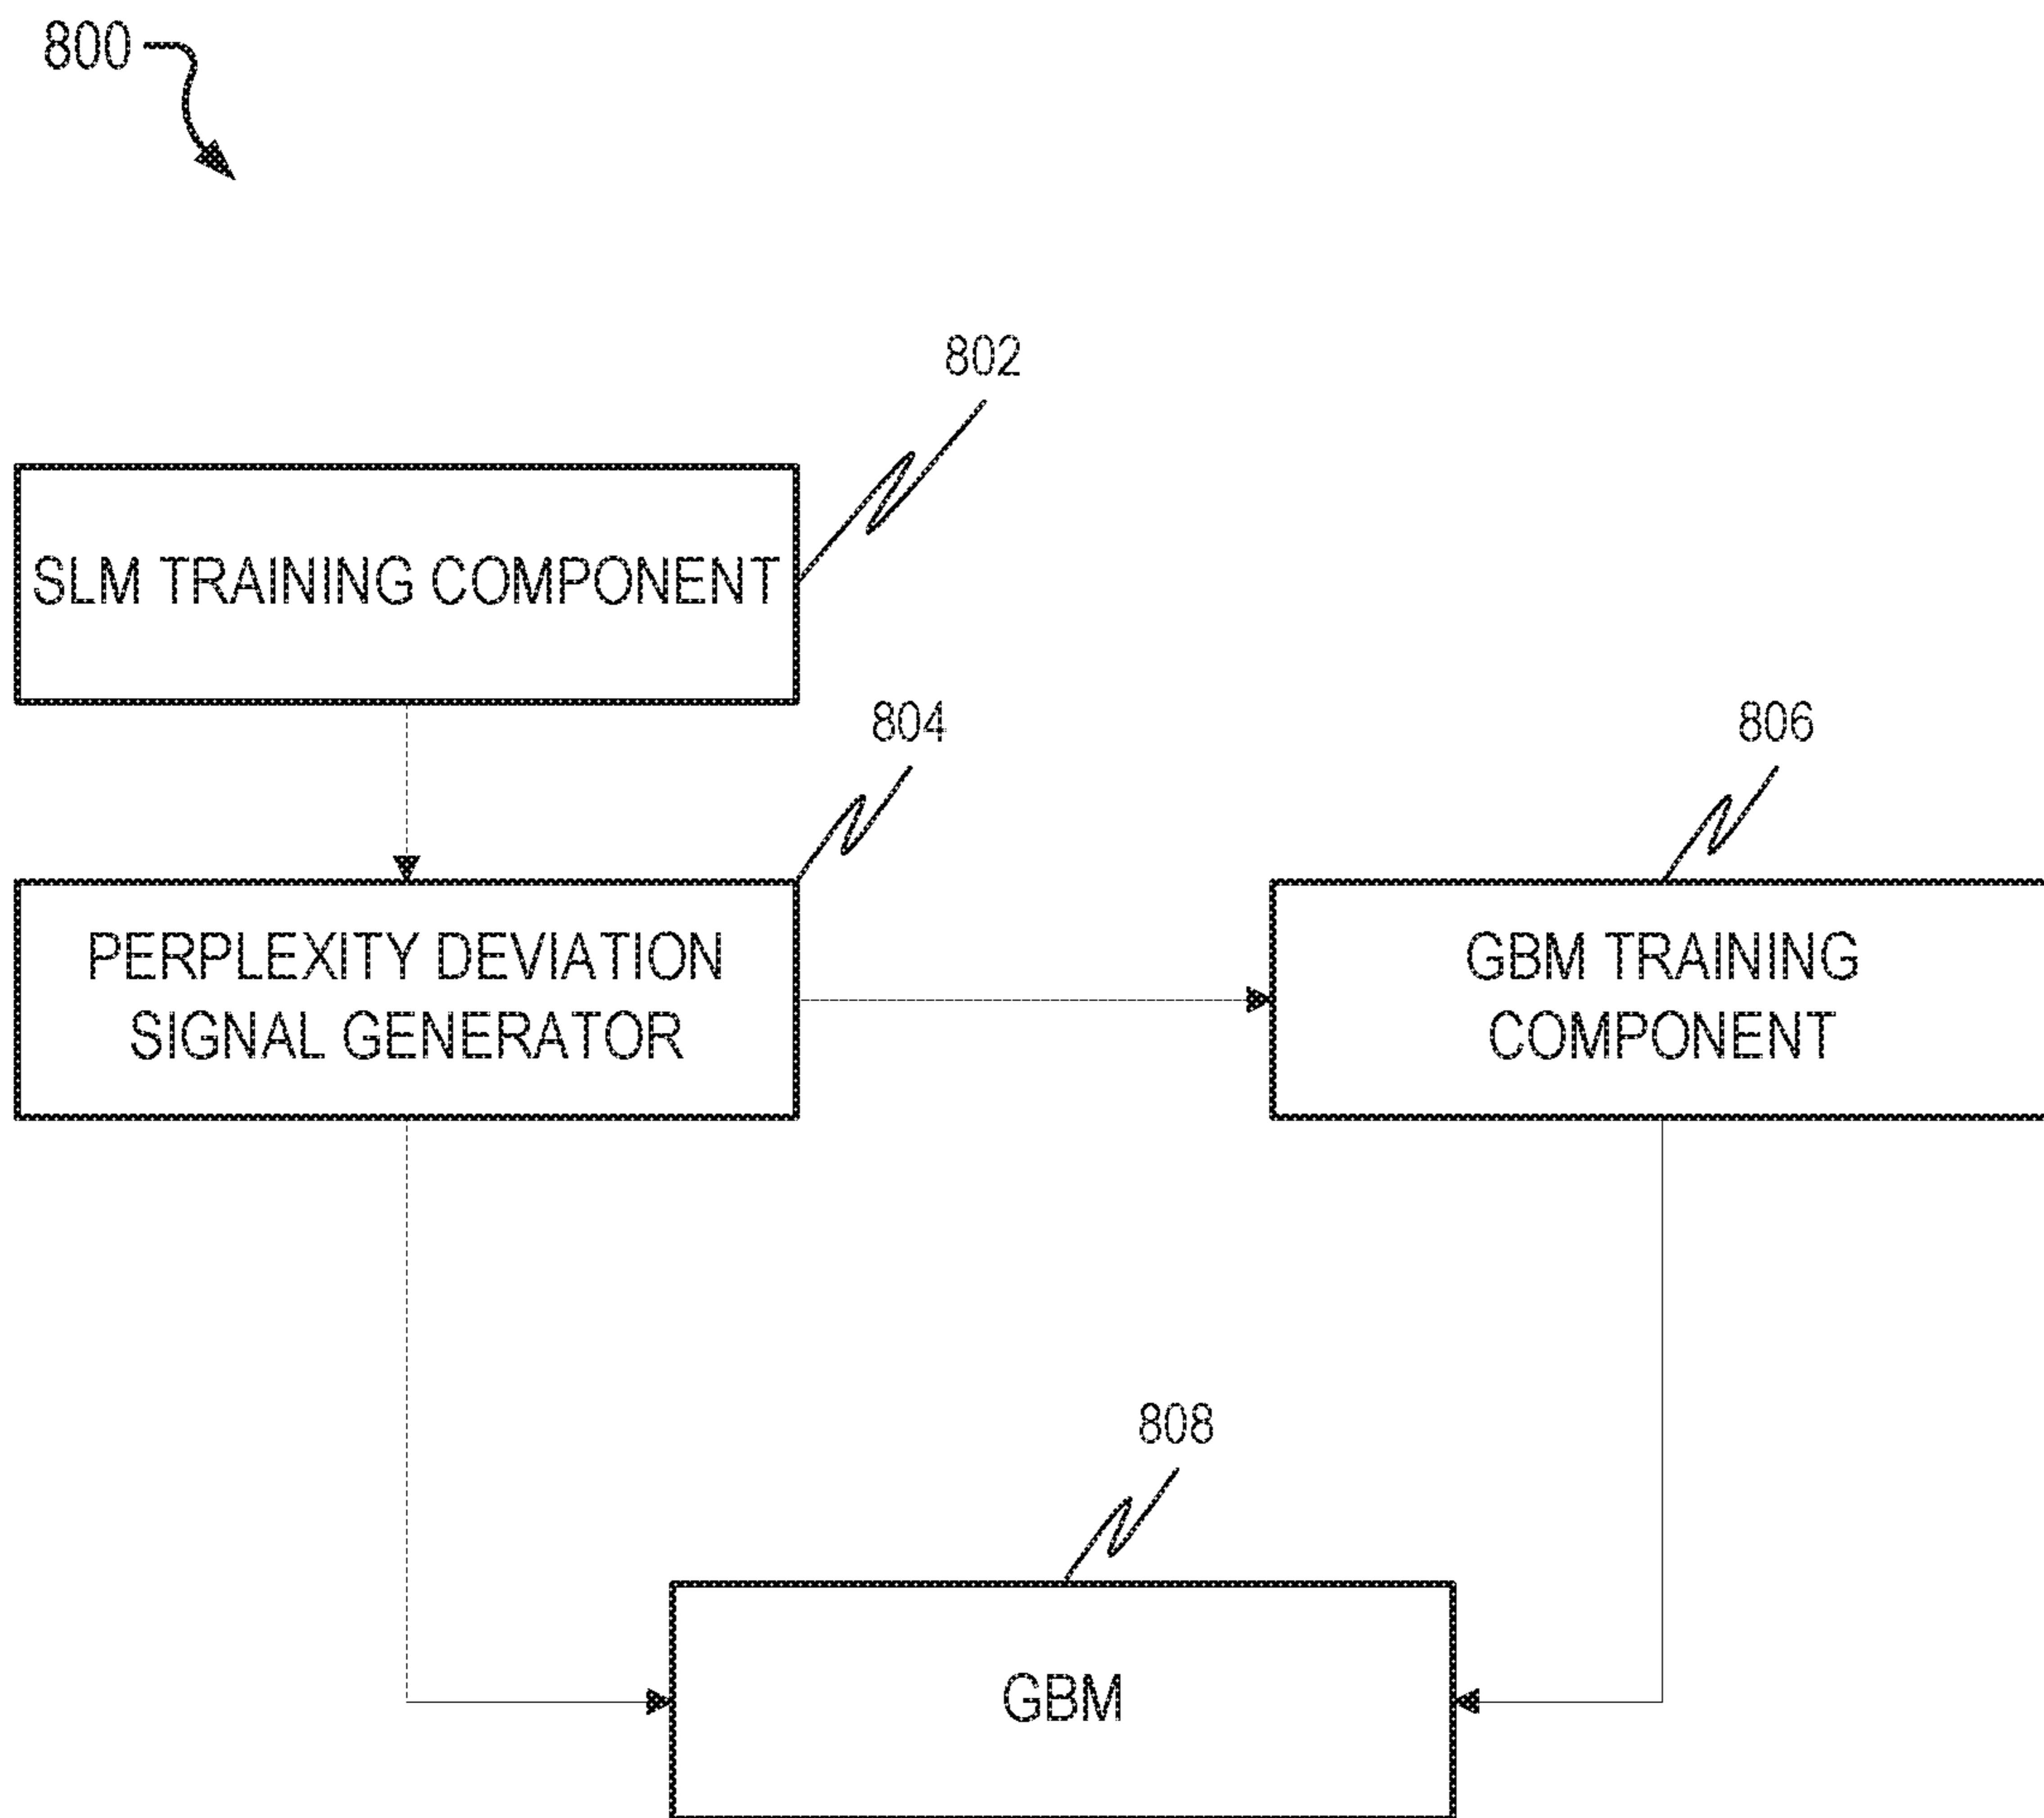 800
802
SLM TRAINING COMPONENT
804
806
PERPLEXITY DEVIATION
SIGNAL GENERATOR
GBM TRAINING
COMPONENT
808
GBM